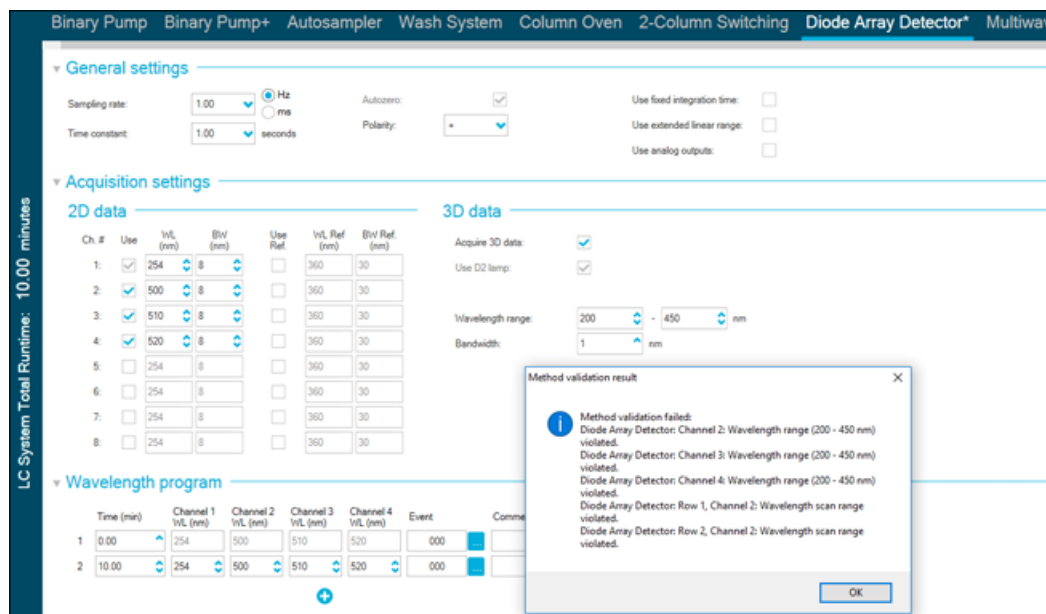 Binary Pump Binary Pump+ Autosampler Wash System Column Oven 2-Column Switching Diode Array Detector* Multiwav
LC System Total Runtime: 10.00 minutes
General settings
Sampling rate: 1.00 Hz ms Autozero: Use fixed integration time:
Time constant: 1.00 seconds Polarity: + Use extended linear range:
Use analog outputs:
Acquisition settings
2D data 3D data
Ch. # Use WL (nm) BW (nm) Use Ref. WL Ref (nm) BW Ref. (nm)
Acquire 3D data:
1: 254 8 360 30
Use D2 lamp:
2: 500 8 360 30
3: 510 8 360 30 Wavelength range: 200 - 450 nm
4: 520 8 360 30 Bandwidth: 1 nm
5: 254 8 360 30
6: 254 8 360 30
7: 254 8 360 30
8: 254 8 360 30
Method validation result
Method validation failed:
Diode Array Detector: Channel 2: Wavelength range (200 - 450 nm)
violated.
Diode Array Detector: Channel 3: Wavelength range (200 - 450 nm)
violated.
Diode Array Detector: Channel 4: Wavelength range (200 - 450 nm)
violated.
Diode Array Detector: Row 1, Channel 2: Wavelength scan range
violated.
Diode Array Detector: Row 2, Channel 2: Wavelength scan range
violated.
OK
Wavelength program
Time (min) Channel 1 WL (nm) Channel 2 WL (nm) Channel 3 WL (nm) Channel 4 WL (nm) Event Comme
1 0.00 254 500 510 520 000 ...
2 10.00 254 500 510 520 000 ...